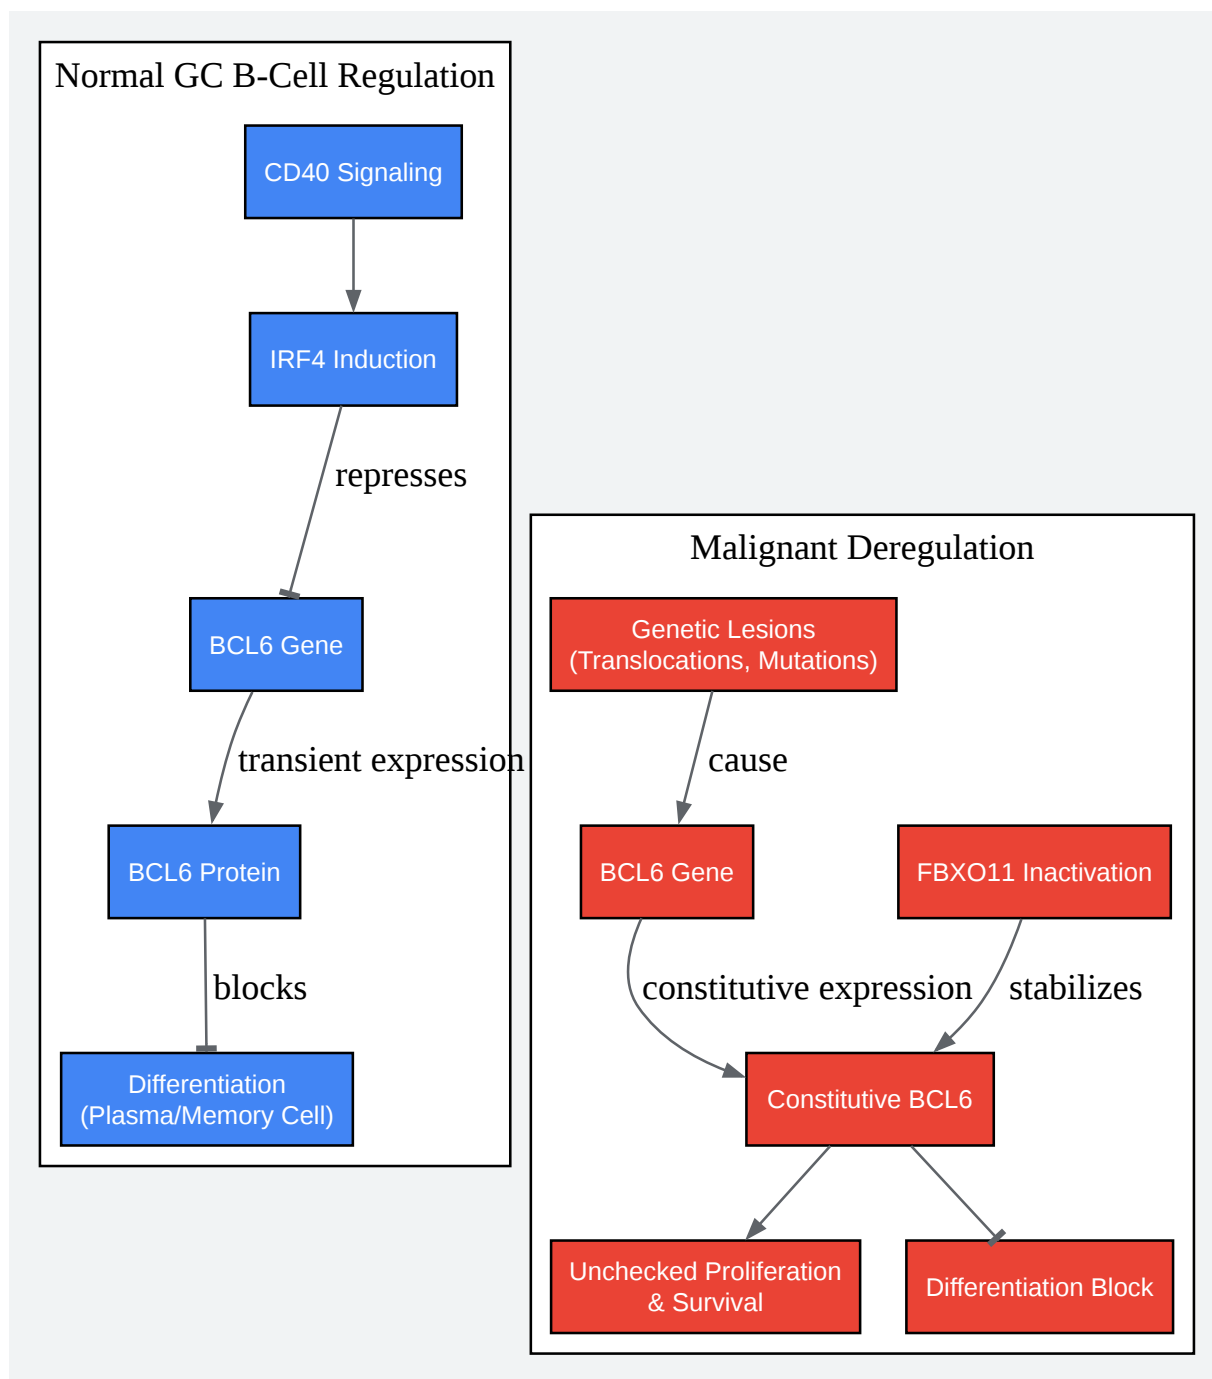 Normal GC B-Cell Regulation
CD40 Signaling
IRF4 Induction
represses
BCL6 Gene
transient expression
BCL6 Protein
blocks
Differentiation
(Plasma/Memory Cell)
Malignant Deregulation
Genetic Lesions
(Translocations, Mutations)
cause
BCL6 Gene
FBXO11 Inactivation
constitutive expression
stabilizes
Constitutive BCL6
Unchecked Proliferation
& Survival
Differentiation Block